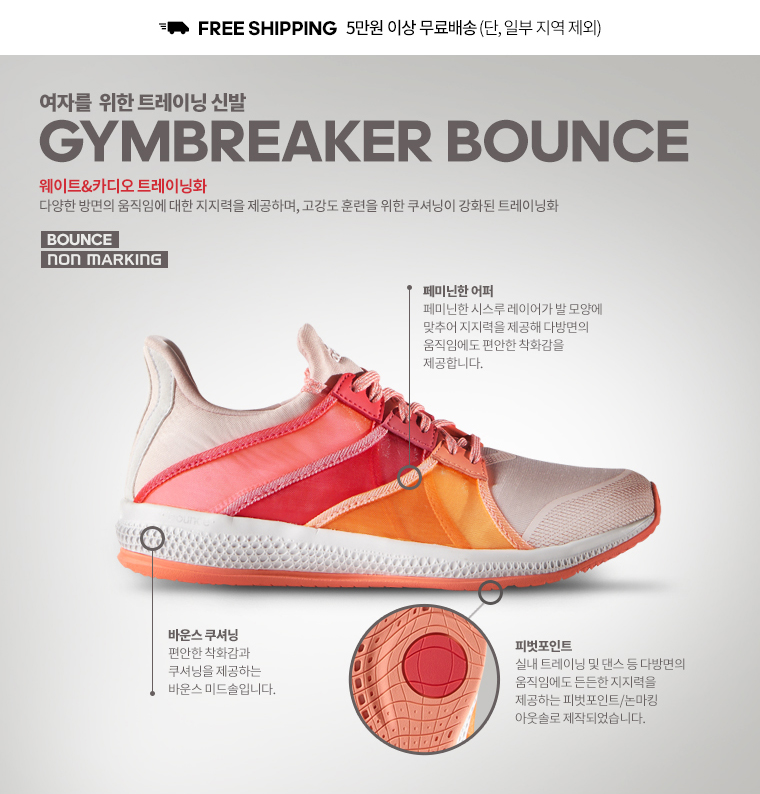 FREE SHIPPING 5만원 이상 무료배송 (단, 일부 지역 제외)
여자를 위한 트레이닝 신발
GYMBREAKER BOUNCE
웨이트&카디오 트레이닝화
다양한 방면의 움직임에 대한 지지력을 제공하며, 고강도 훈련을 위한 쿠셔닝이 강화된 트레이닝화
BOUNCE
NON MARKING
페미닌한 어퍼
페미닌한 시스루 레이어가 발 모양에
맞추어 지지력을 제공해 다방면의
움직임에도 편안한 착화감을
제공합니다.
바운스 쿠셔닝
편안한 착화감과
쿠셔닝을 제공하는
바운스 미드솔입니다.
피벗포인트
실내 트레이닝 및 댄스 등 다방면의
움직임에도 든든한 지지력을
제공하는 피벗포인트/논마킹
아웃솔로 제작되었습니다.